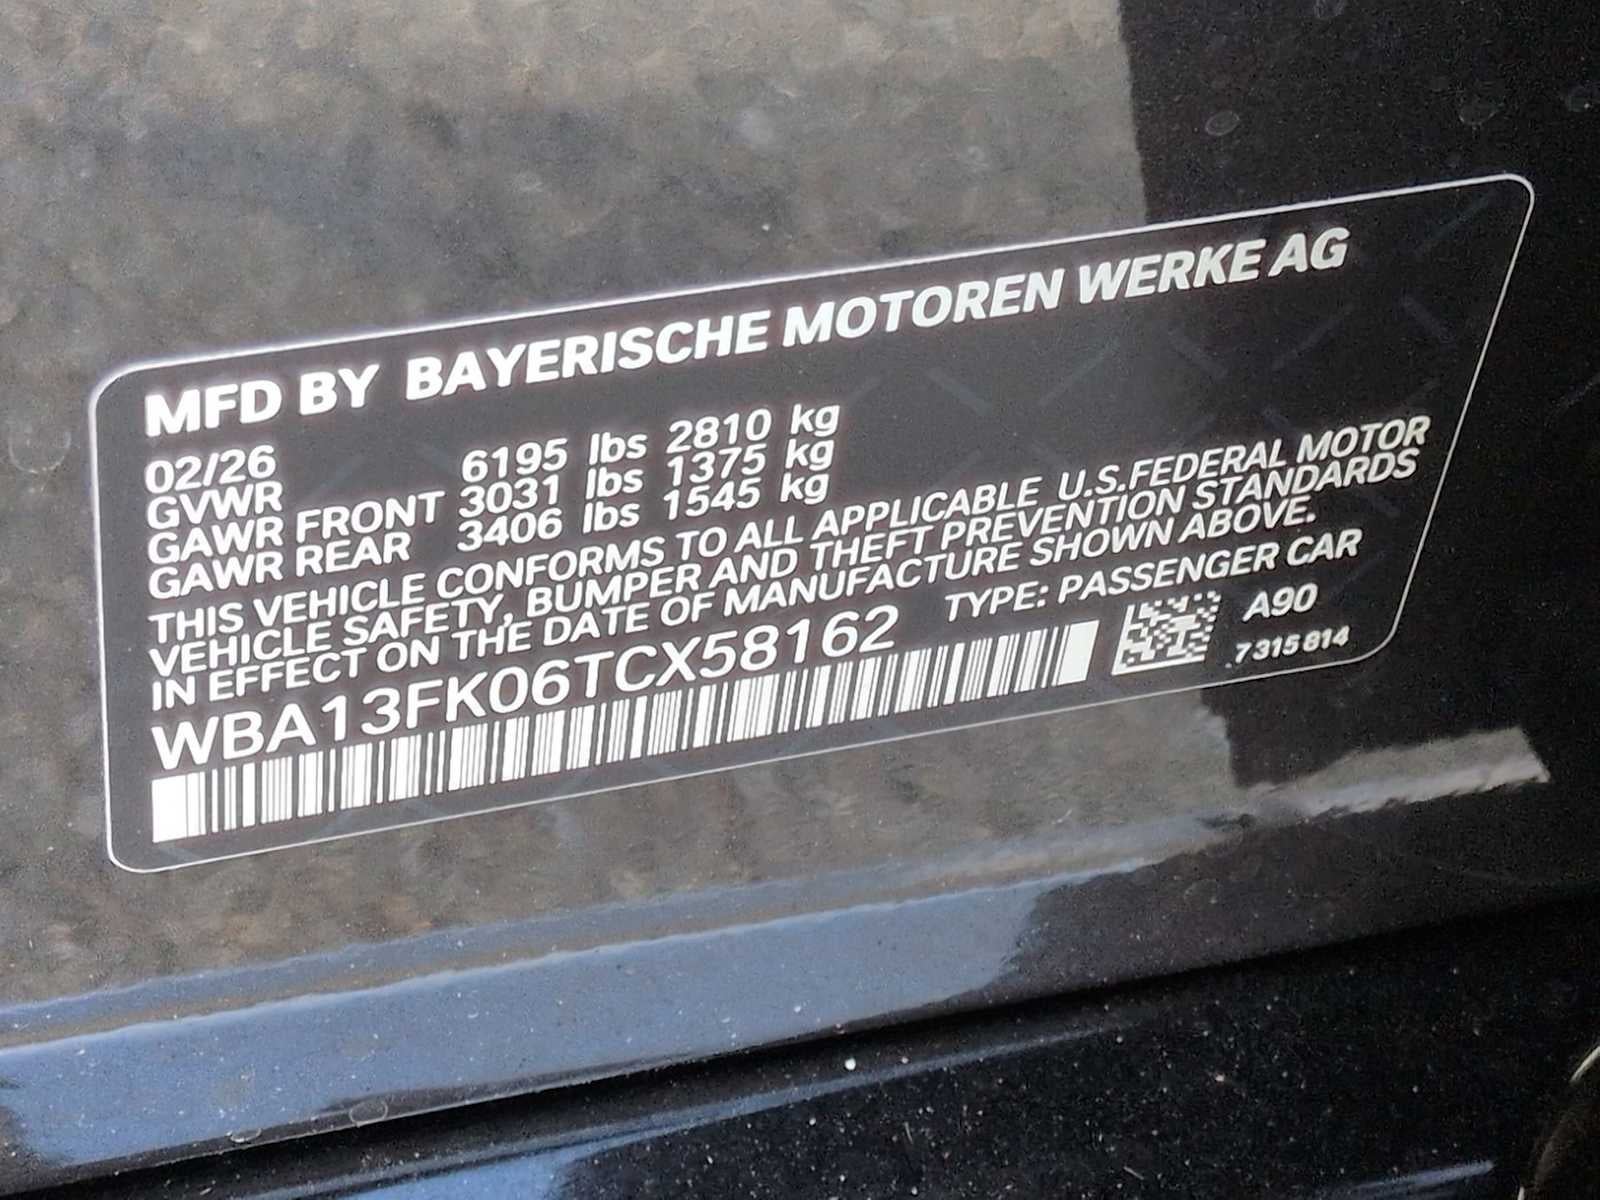 MFD BY BAYERISCHE MOTOREN WERKE AG
02/26
GVWR 6195 lbs 2810 kg
GAWR FRONT 3031 lbs 1375 kg
GAWR REAR 3406 lbs 1545 kg
THIS VEHICLE CONFORMS TO ALL APPLICABLE U.S.FEDERAL MOTOR
VEHICLE SAFETY, BUMPER AND THEFT PREVENTION STANDARDS
IN EFFECT ON THE DATE OF MANUFACTURE SHOWN ABOVE.
WBA13FK06TCX58162 TYPE: PASSENGER CAR
A90
7 315 814